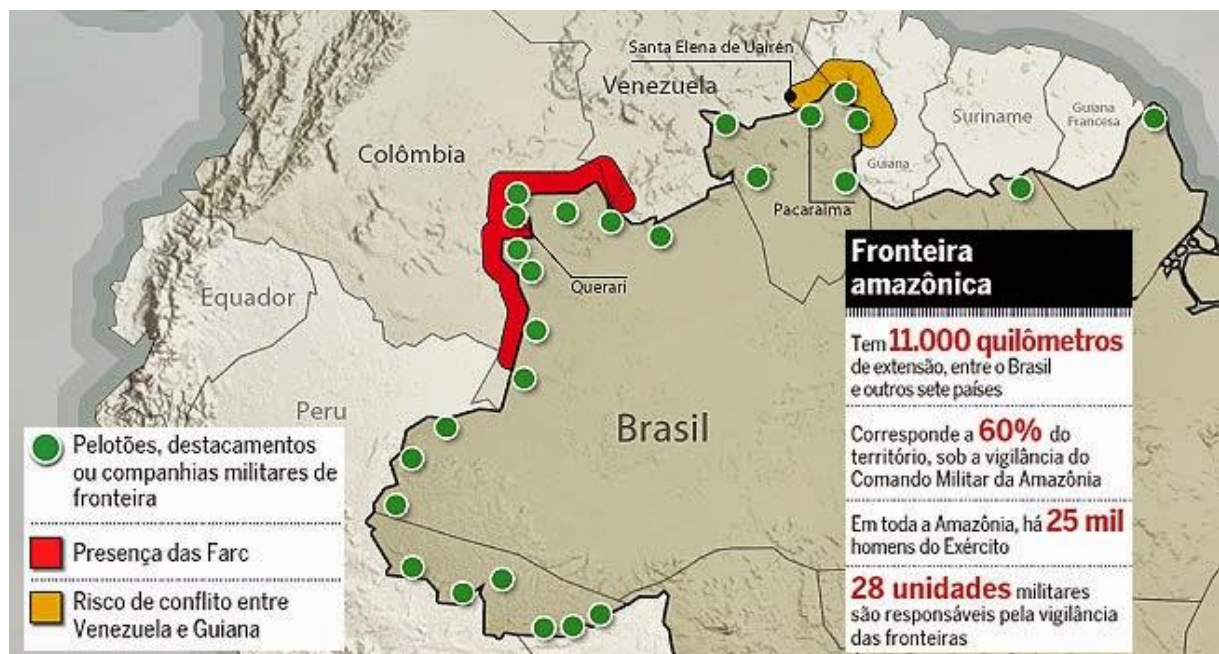 Santa Elena de Uairén
Venezuela
Suriname
Guiana
Francesa
Colômbia
Guiana
Pacaraima
Querari
Equador
Peru
Brasil
Fronteira
amazônica
Tem 11.000 quilômetros
de extensão, entre o Brasil
e outros sete países
Corresponde a 60% do
território, sob a vigilância do
Comando Militar da Amazônia
Em toda a Amazônia, há 25 mil
homens do Exército
28 unidades militares
são responsáveis pela vigilância
das fronteiras
Pelotões, destacamentos
ou companhias militares de
fronteira
Presença das Farc
Risco de conflito entre
Venezuela e Guiana